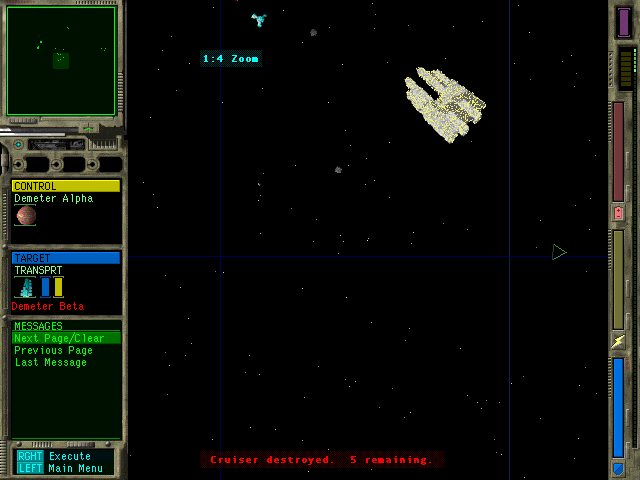 1:4 Zoom
CONTROL
Demeter Alpha
TARGET
TRANSPRT
Demeter Beta
MESSAGES
Next Page/Clear
Previous Page
Last Message
RGHT Execute
LEFT Main Menu
Cruiser destroyed. 5 remaining.